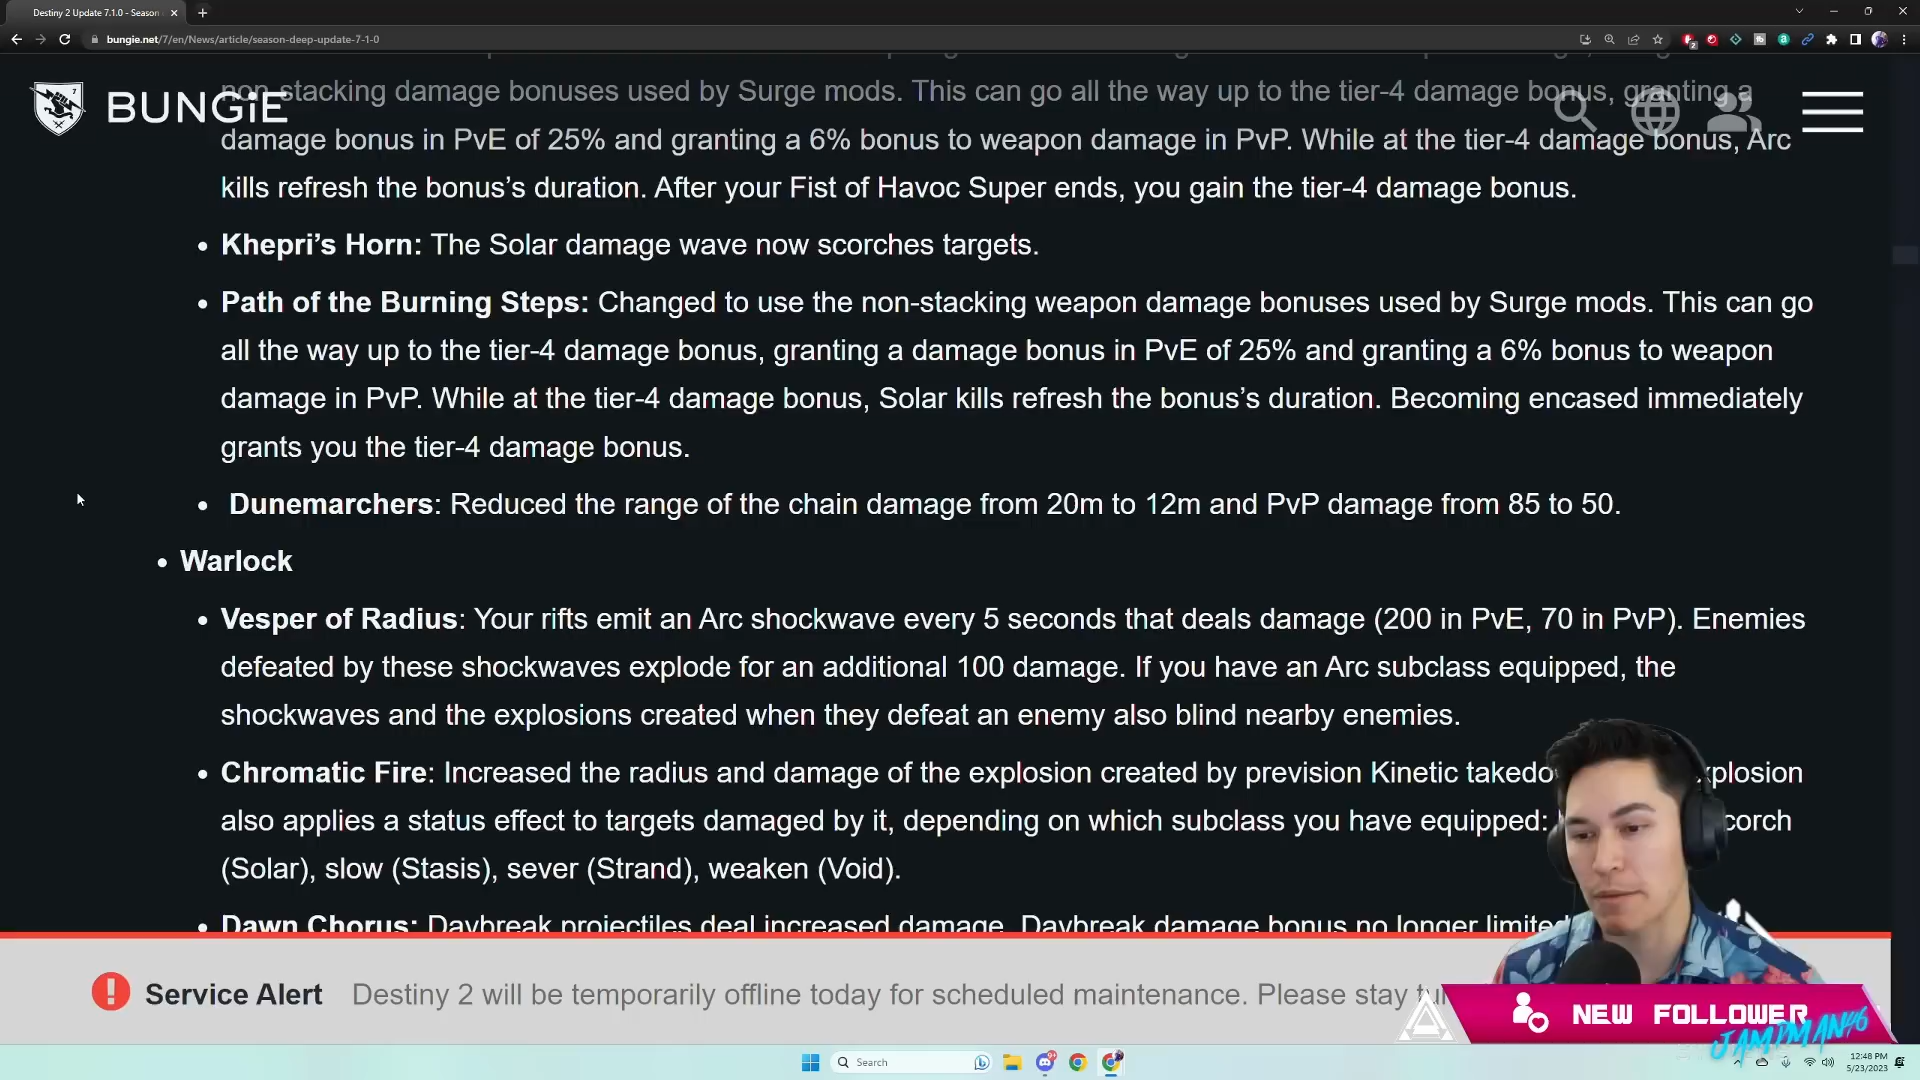 Destiny 2 Update 7.1.0 - Season
bungie.net/7/en/News/article/season-deep-update-7-1-0
non-stacking damage bonuses used by Surge mods. This can go all the way up to the tier-4 damage bonus, granting a
BUNGiE
damage bonus in PvE of 25% and granting a 6% bonus to weapon damage in PvP. While at the tier-4 damage bonus, Arc
kills refresh the bonus’s duration. After your Fist of Havoc Super ends, you gain the tier-4 damage bonus.
• Khepri’s Horn: The Solar damage wave now scorches targets.
• Path of the Burning Steps: Changed to use the non-stacking weapon damage bonuses used by Surge mods. This can go
all the way up to the tier-4 damage bonus, granting a damage bonus in PvE of 25% and granting a 6% bonus to weapon
damage in PvP. While at the tier-4 damage bonus, Solar kills refresh the bonus’s duration. Becoming encased immediately
grants you the tier-4 damage bonus.
• Dunemarchers: Reduced the range of the chain damage from 20m to 12m and PvP damage from 85 to 50.
• Warlock
• Vesper of Radius: Your rifts emit an Arc shockwave every 5 seconds that deals damage (200 in PvE, 70 in PvP). Enemies
defeated by these shockwaves explode for an additional 100 damage. If you have an Arc subclass equipped, the
shockwaves and the explosions created when they defeat an enemy also blind nearby enemies.
• Chromatic Fire: Increased the radius and damage of the explosion created by prevision Kinetic takedo xplosion
also applies a status effect to targets damaged by it, depending on which subclass you have equipped: corch
(Solar), slow (Stasis), sever (Strand), weaken (Void).
• Dawn Chorus: Daybreak projectiles deal increased damage. Daybreak damage bonus no longer limited
Service Alert Destiny 2 will be temporarily offline today for scheduled maintenance. Please stay tu
NEW FOLLOWER
JAMDMAN46
Search
12:48 PM
5/23/2023